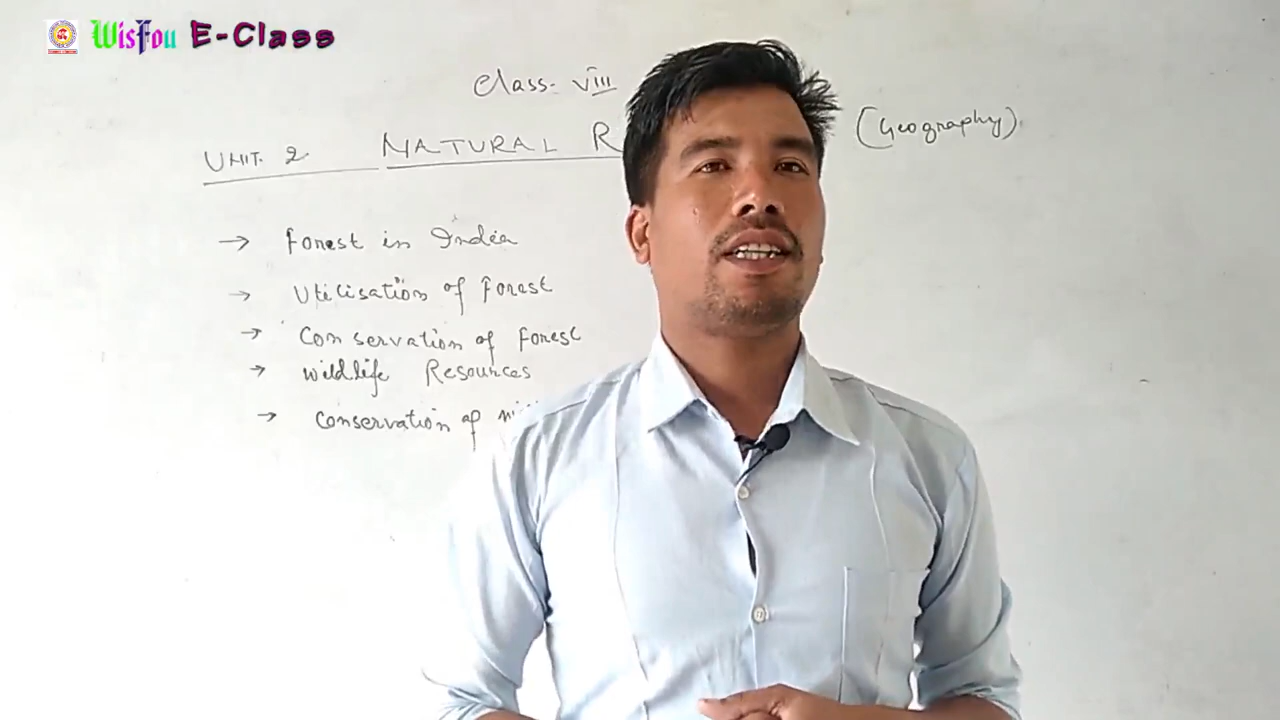 WisFou E-Class
Class- VIII
UNIT. 2 NATURAL R (Geography)
→ Forest in India
→ Utilisation of Forest
→ Conservation of Forest
→ Wildlife Resources
→ Conservation of